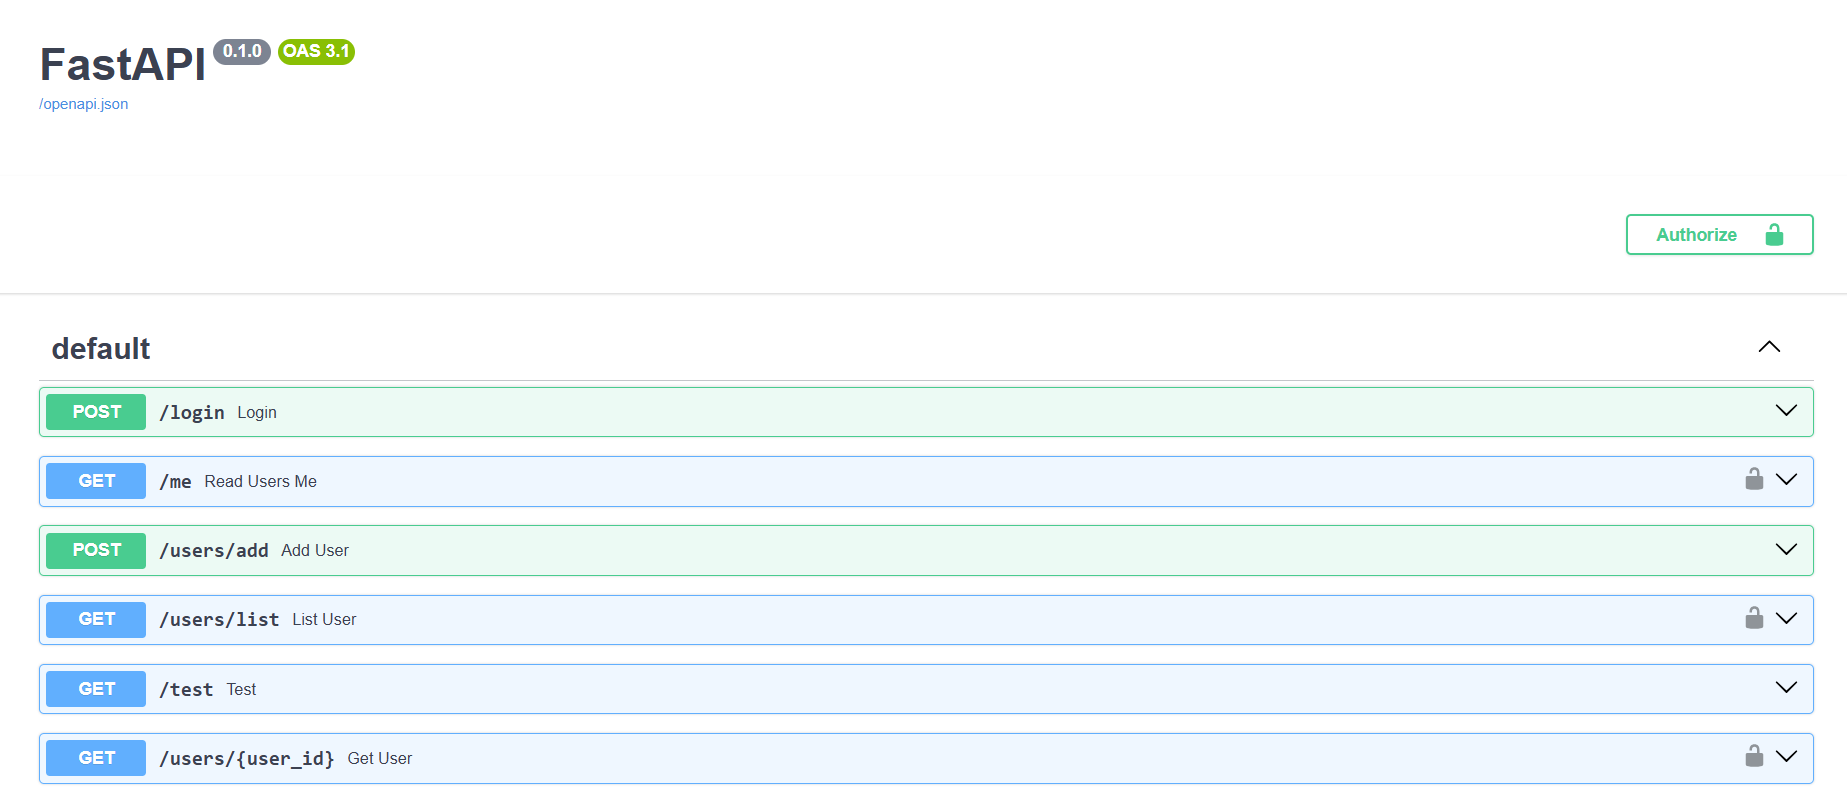 FastAPI 0.1.0 OAS 3.1
/openapi.json
Authorize
default
POST /login Login
GET /me Read Users Me
POST /users/add Add User
GET /users/list List User
GET /test Test
GET /users/{user_id} Get User